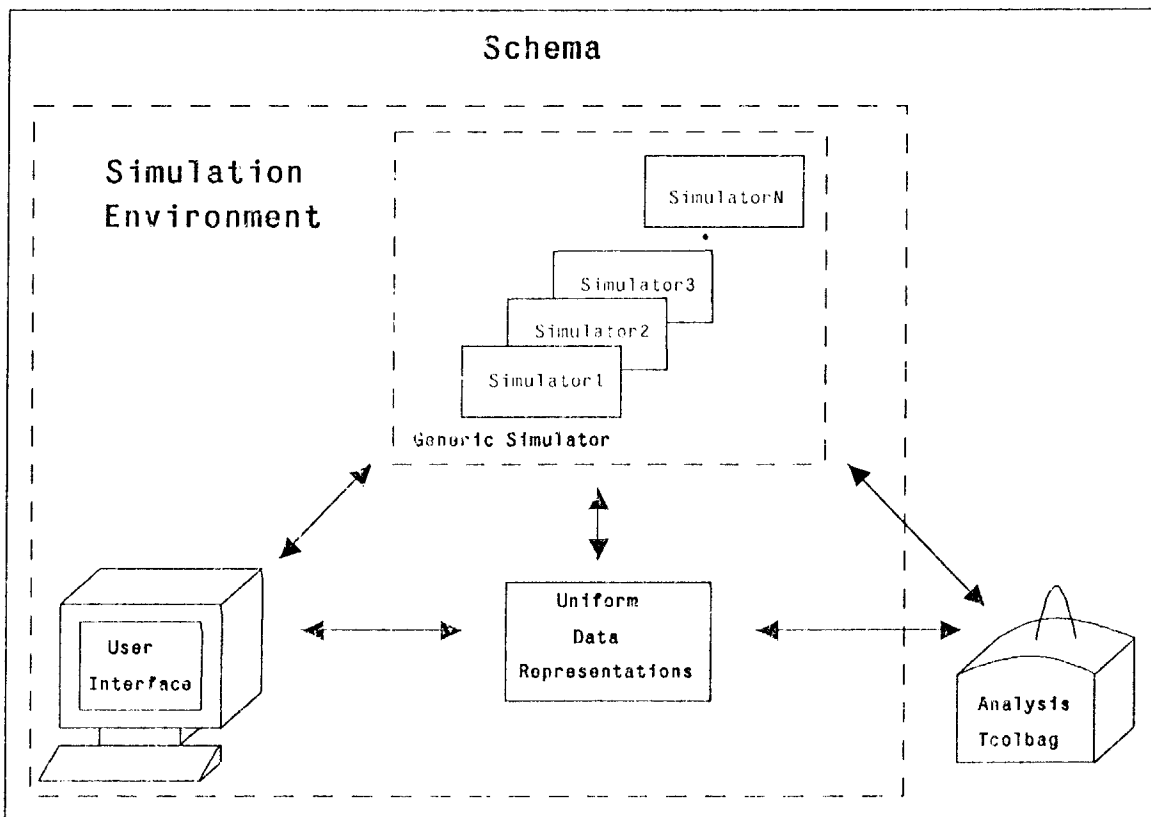 Schema
Simulation
Environment
SimulatorN
Simulator3
Simulator2
Simulator1
Generic Simulator
User
Interface
Uniform
Data
Representations
Analysis
Toolbag